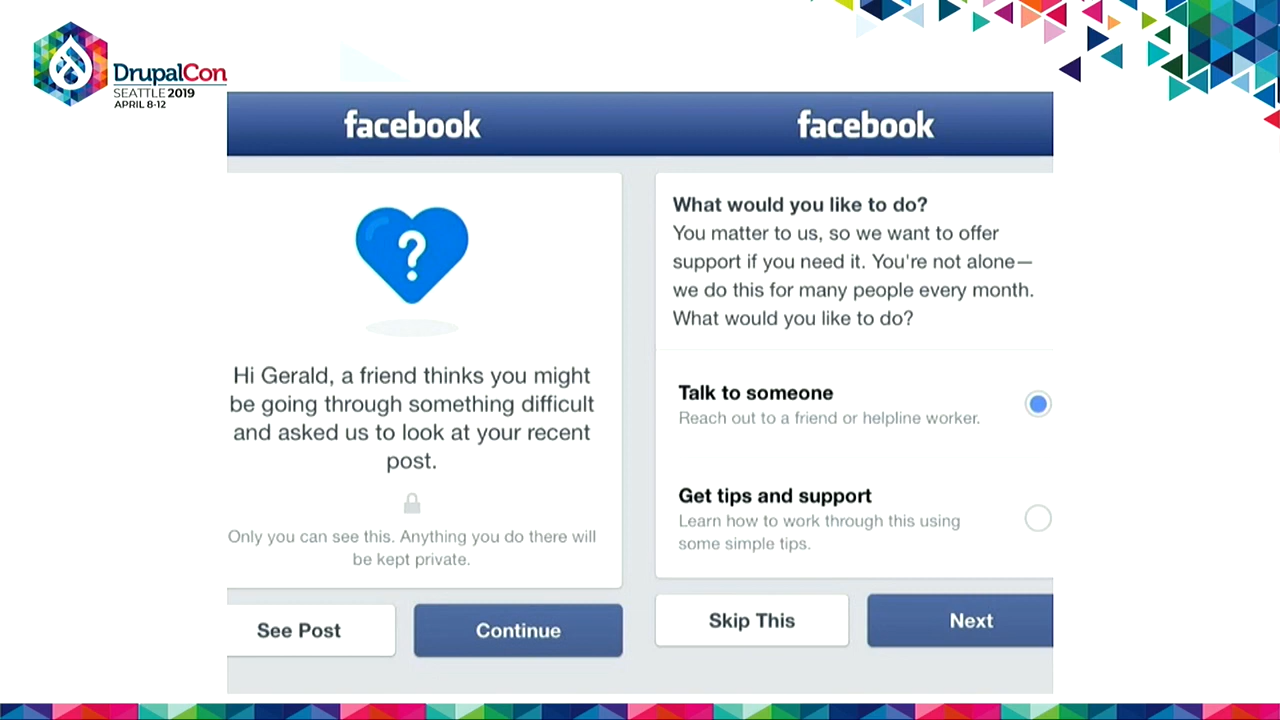 DrupalCon
SEATTLE 2019
APRIL 8-12
facebook
?
Hi Gerald, a friend thinks you might
be going through something difficult
and asked us to look at your recent
post.
Only you can see this. Anything you do there will
be kept private.
See Post
Continue
facebook
What would you like to do?
You matter to us, so we want to offer
support if you need it. You're not alone—
we do this for many people every month.
What would you like to do?
Talk to someone
Reach out to a friend or helpline worker.
Get tips and support
Learn how to work through this using
some simple tips.
Skip This
Next